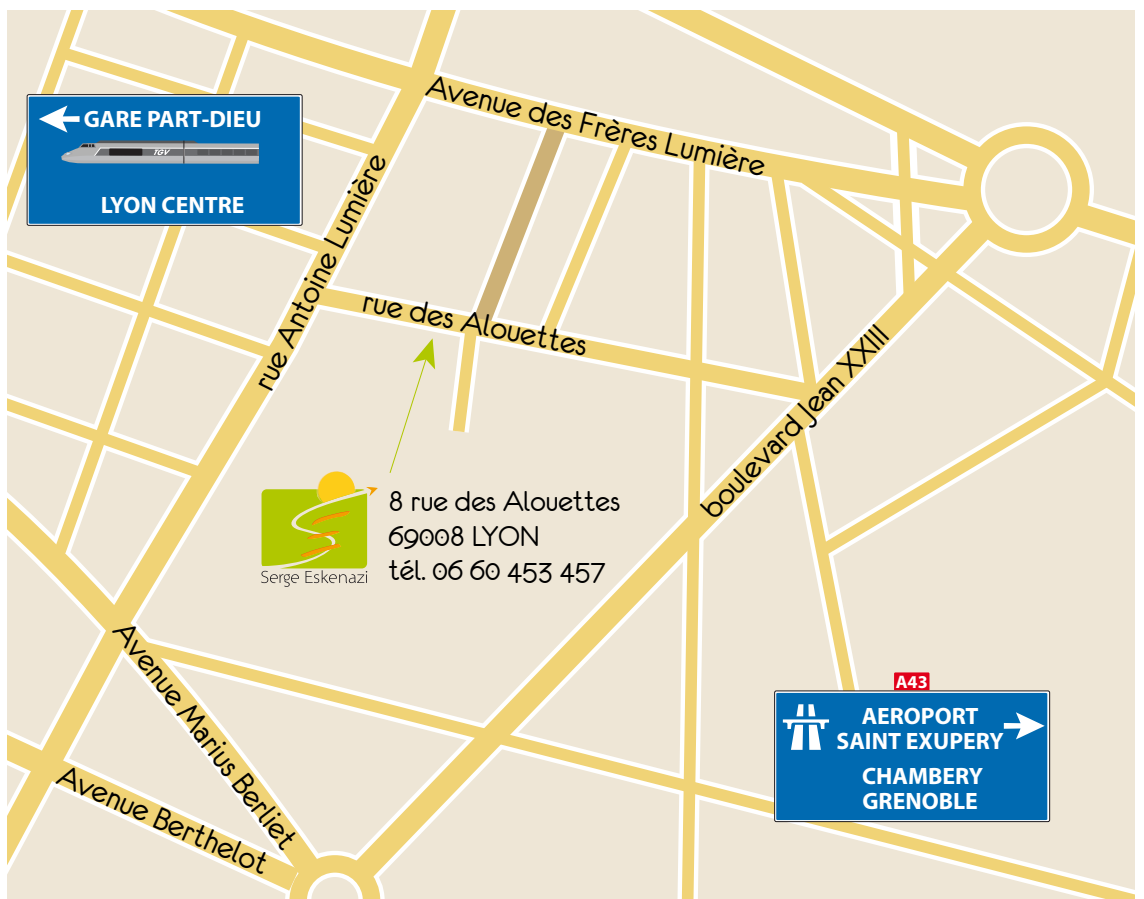 Avenue des Frères Lumière
GARE PART-DIEU
TGV
LYON CENTRE
rue Antoine Lumière
rue des Alouettes
boulevard Jean XXIII
8 rue des Alouettes
69008 LYON
tél. 06 60 453 457
Serge Eskenazi
Avenue Marius Berliet
Avenue Berthelot
A43
AEROPORT
SAINT EXUPERY
CHAMBERY
GRENOBLE